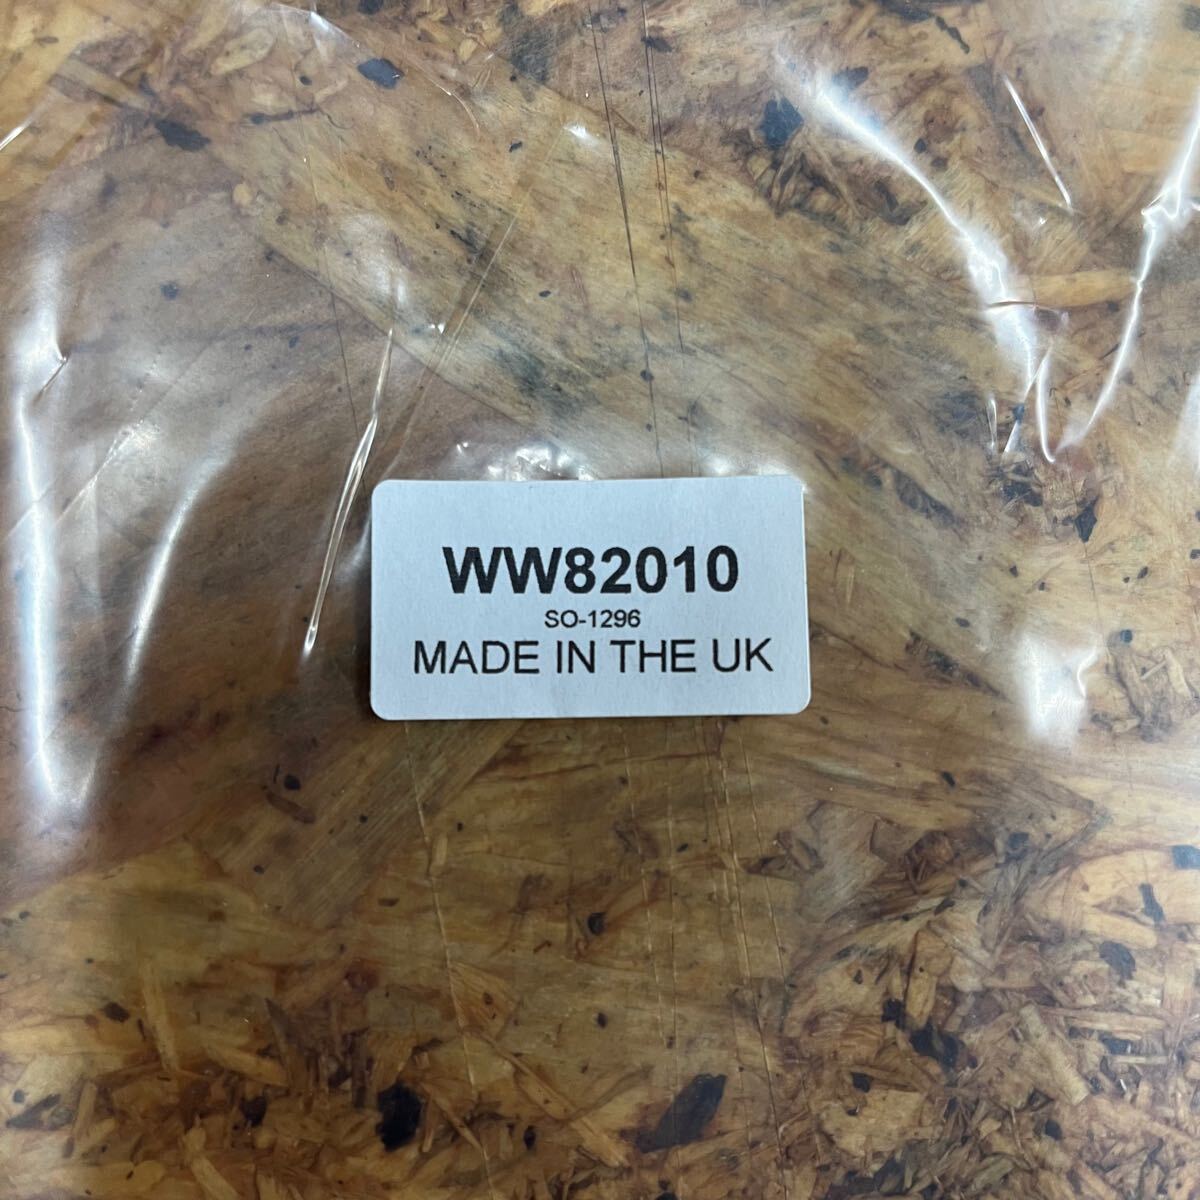 WW82010
SO-1296
MADE IN THE UK